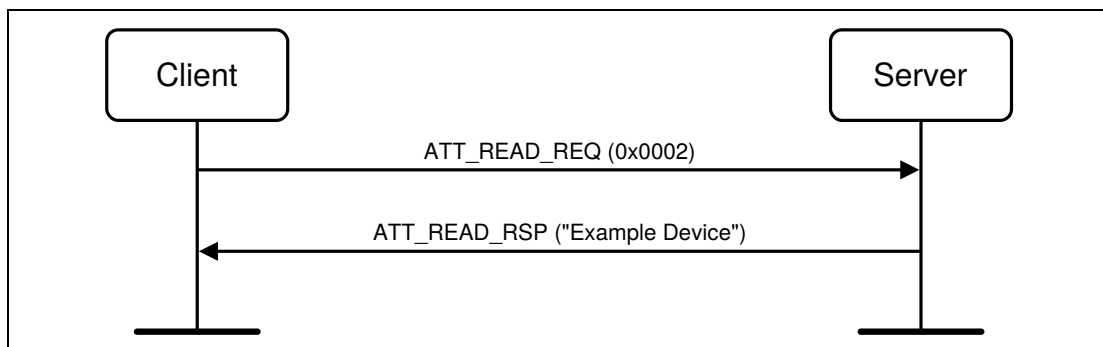 Client
Server
ATT_READ_REQ (0x0002)
ATT_READ_RSP ("Example Device")